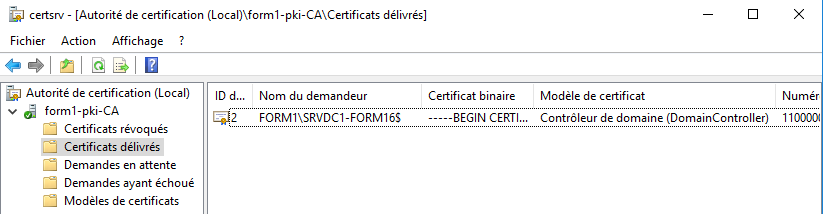 certsrv - [Autorité de certification (Local)\form1-pki-CA\Certificats délivrés]
Fichier Action Affichage ?
Autorité de certification (Local)
form1-pki-CA
Certificats révoqués
Certificats délivrés
Demandes en attente
Demandes ayant échoué
Modèles de certificats
ID d... Nom du demandeur Certificat binaire Modèle de certificat Numér
2 FORM1\SRVDC1-FORM16$ -----BEGIN CERTI... Contrôleur de domaine (DomainController) 1100000